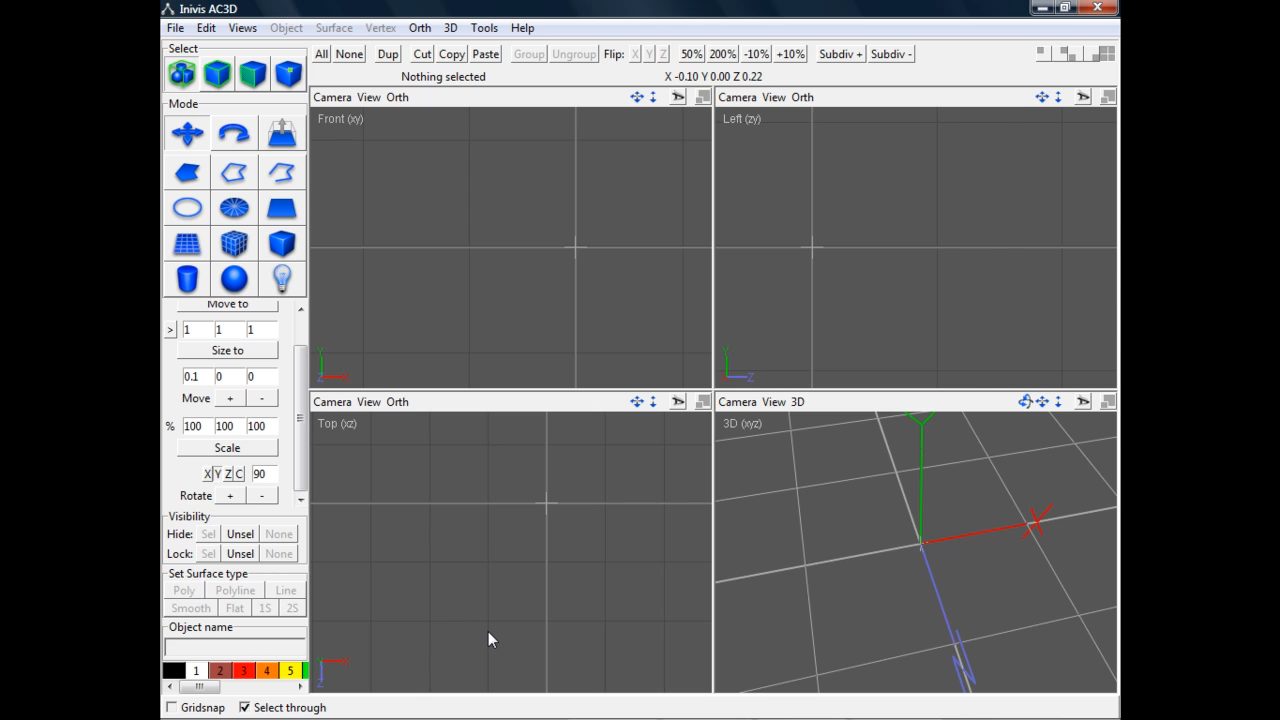 Inivis AC3D
File Edit Views Object Surface Vertex Orth 3D Tools Help
Select
All None Dup Cut Copy Paste Group Ungroup Flip: X Y Z 50% 200% -10% +10% Subdiv + Subdiv -
Nothing selected X -0.10 Y 0.00 Z 0.22
Mode
Camera View Orth
Front (xy)
Y
X
Z
Camera View Orth
Left (zy)
Y
Z
Move to
> 1 1 1
Size to
0.1 0 0
Move + -
% 100 100 100
Scale
X Y Z C 90
Rotate + -
Visibility
Hide: Sel Unsel None
Lock: Sel Unsel None
Set Surface type
Poly Polyline Line
Smooth Flat 1S 2S
Object name
1 2 3 4 5
Gridsnap Select through
Camera View Orth
Top (xz)
X
Z
Camera View 3D
3D (xyz)
Y
X
Z